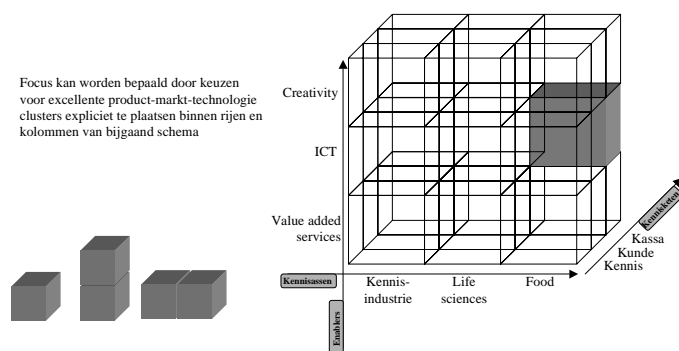 Focus kan worden bepaald door keuzen
voor excellente product-markt-technologie
clusters expliciet te plaatsen binnen rijen en
kolommen van bijgaand schema
Creativity
ICT
Value added
services
Kennisketen
Kassa
Kunde
Kennis
Kennisassen
Kennis-
industrie
Life
sciences
Food
Enablers